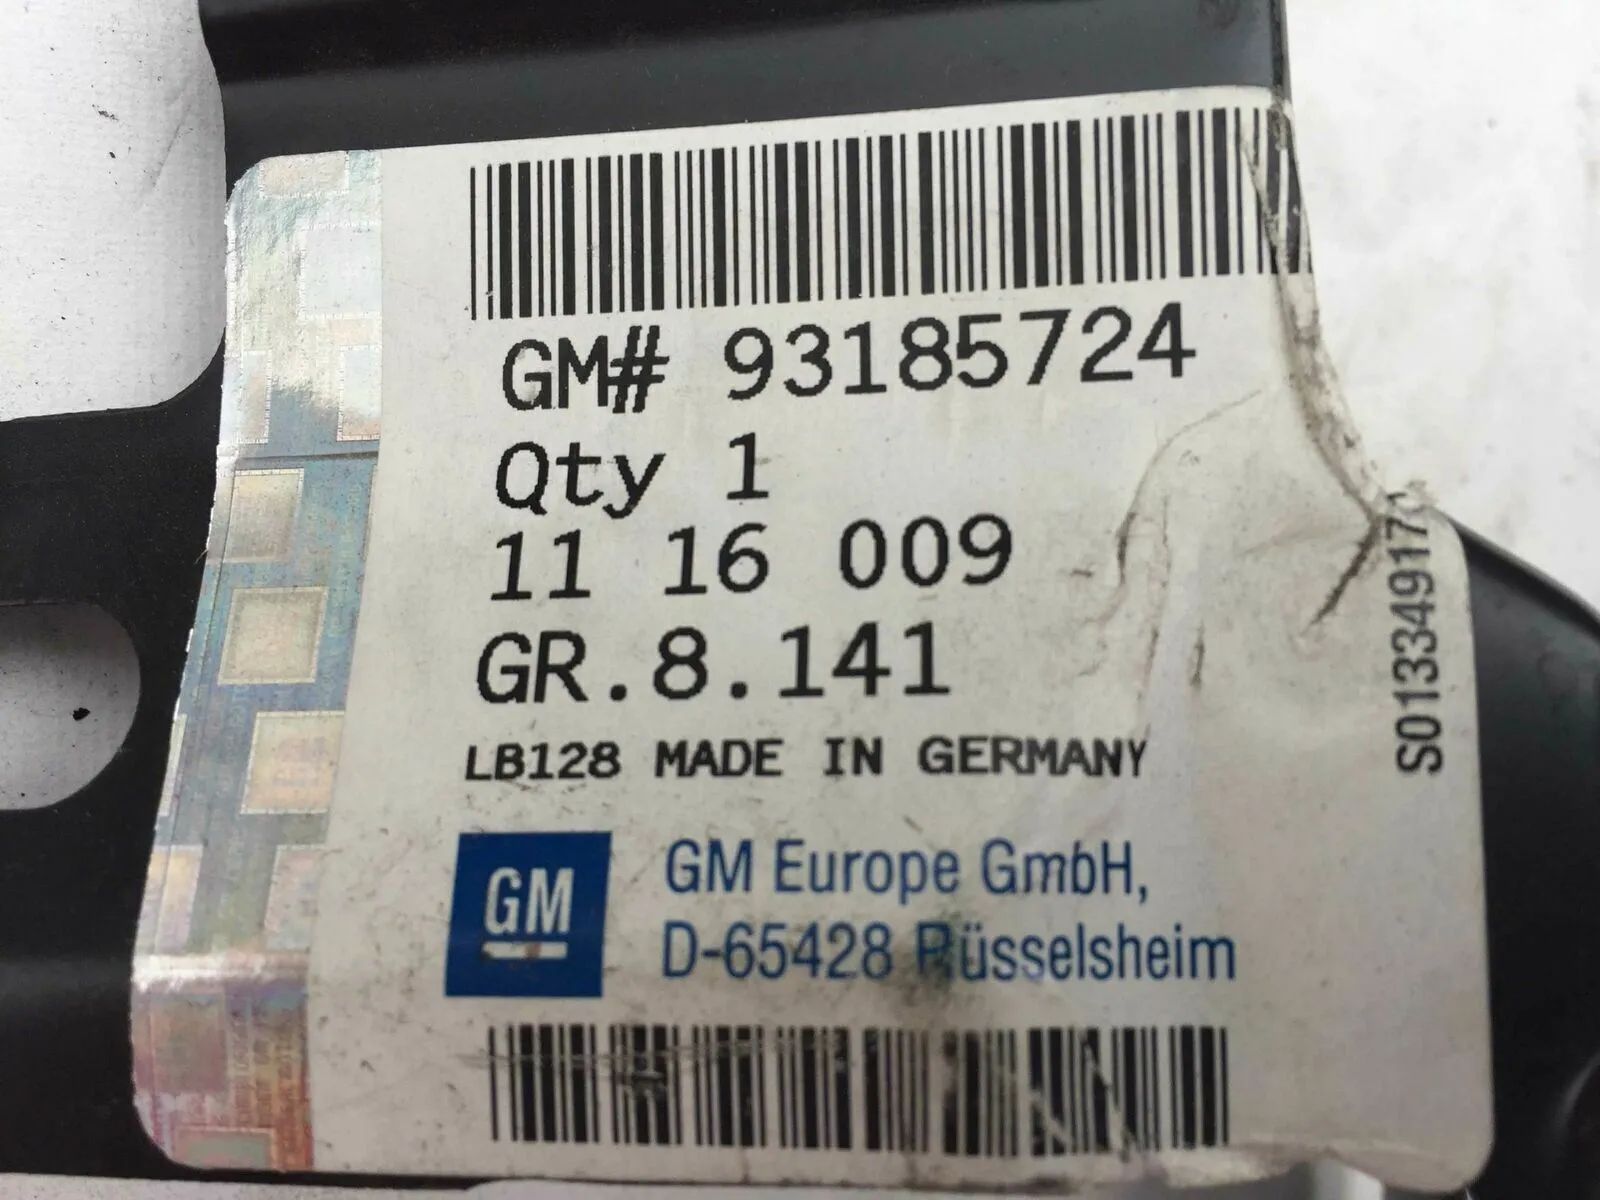 GM# 93185724
Qty 1
11 16 009
GR.8.141
LB128 MADE IN GERMANY
GM
GM Europe GmbH,
D-65428 Rüsselsheim